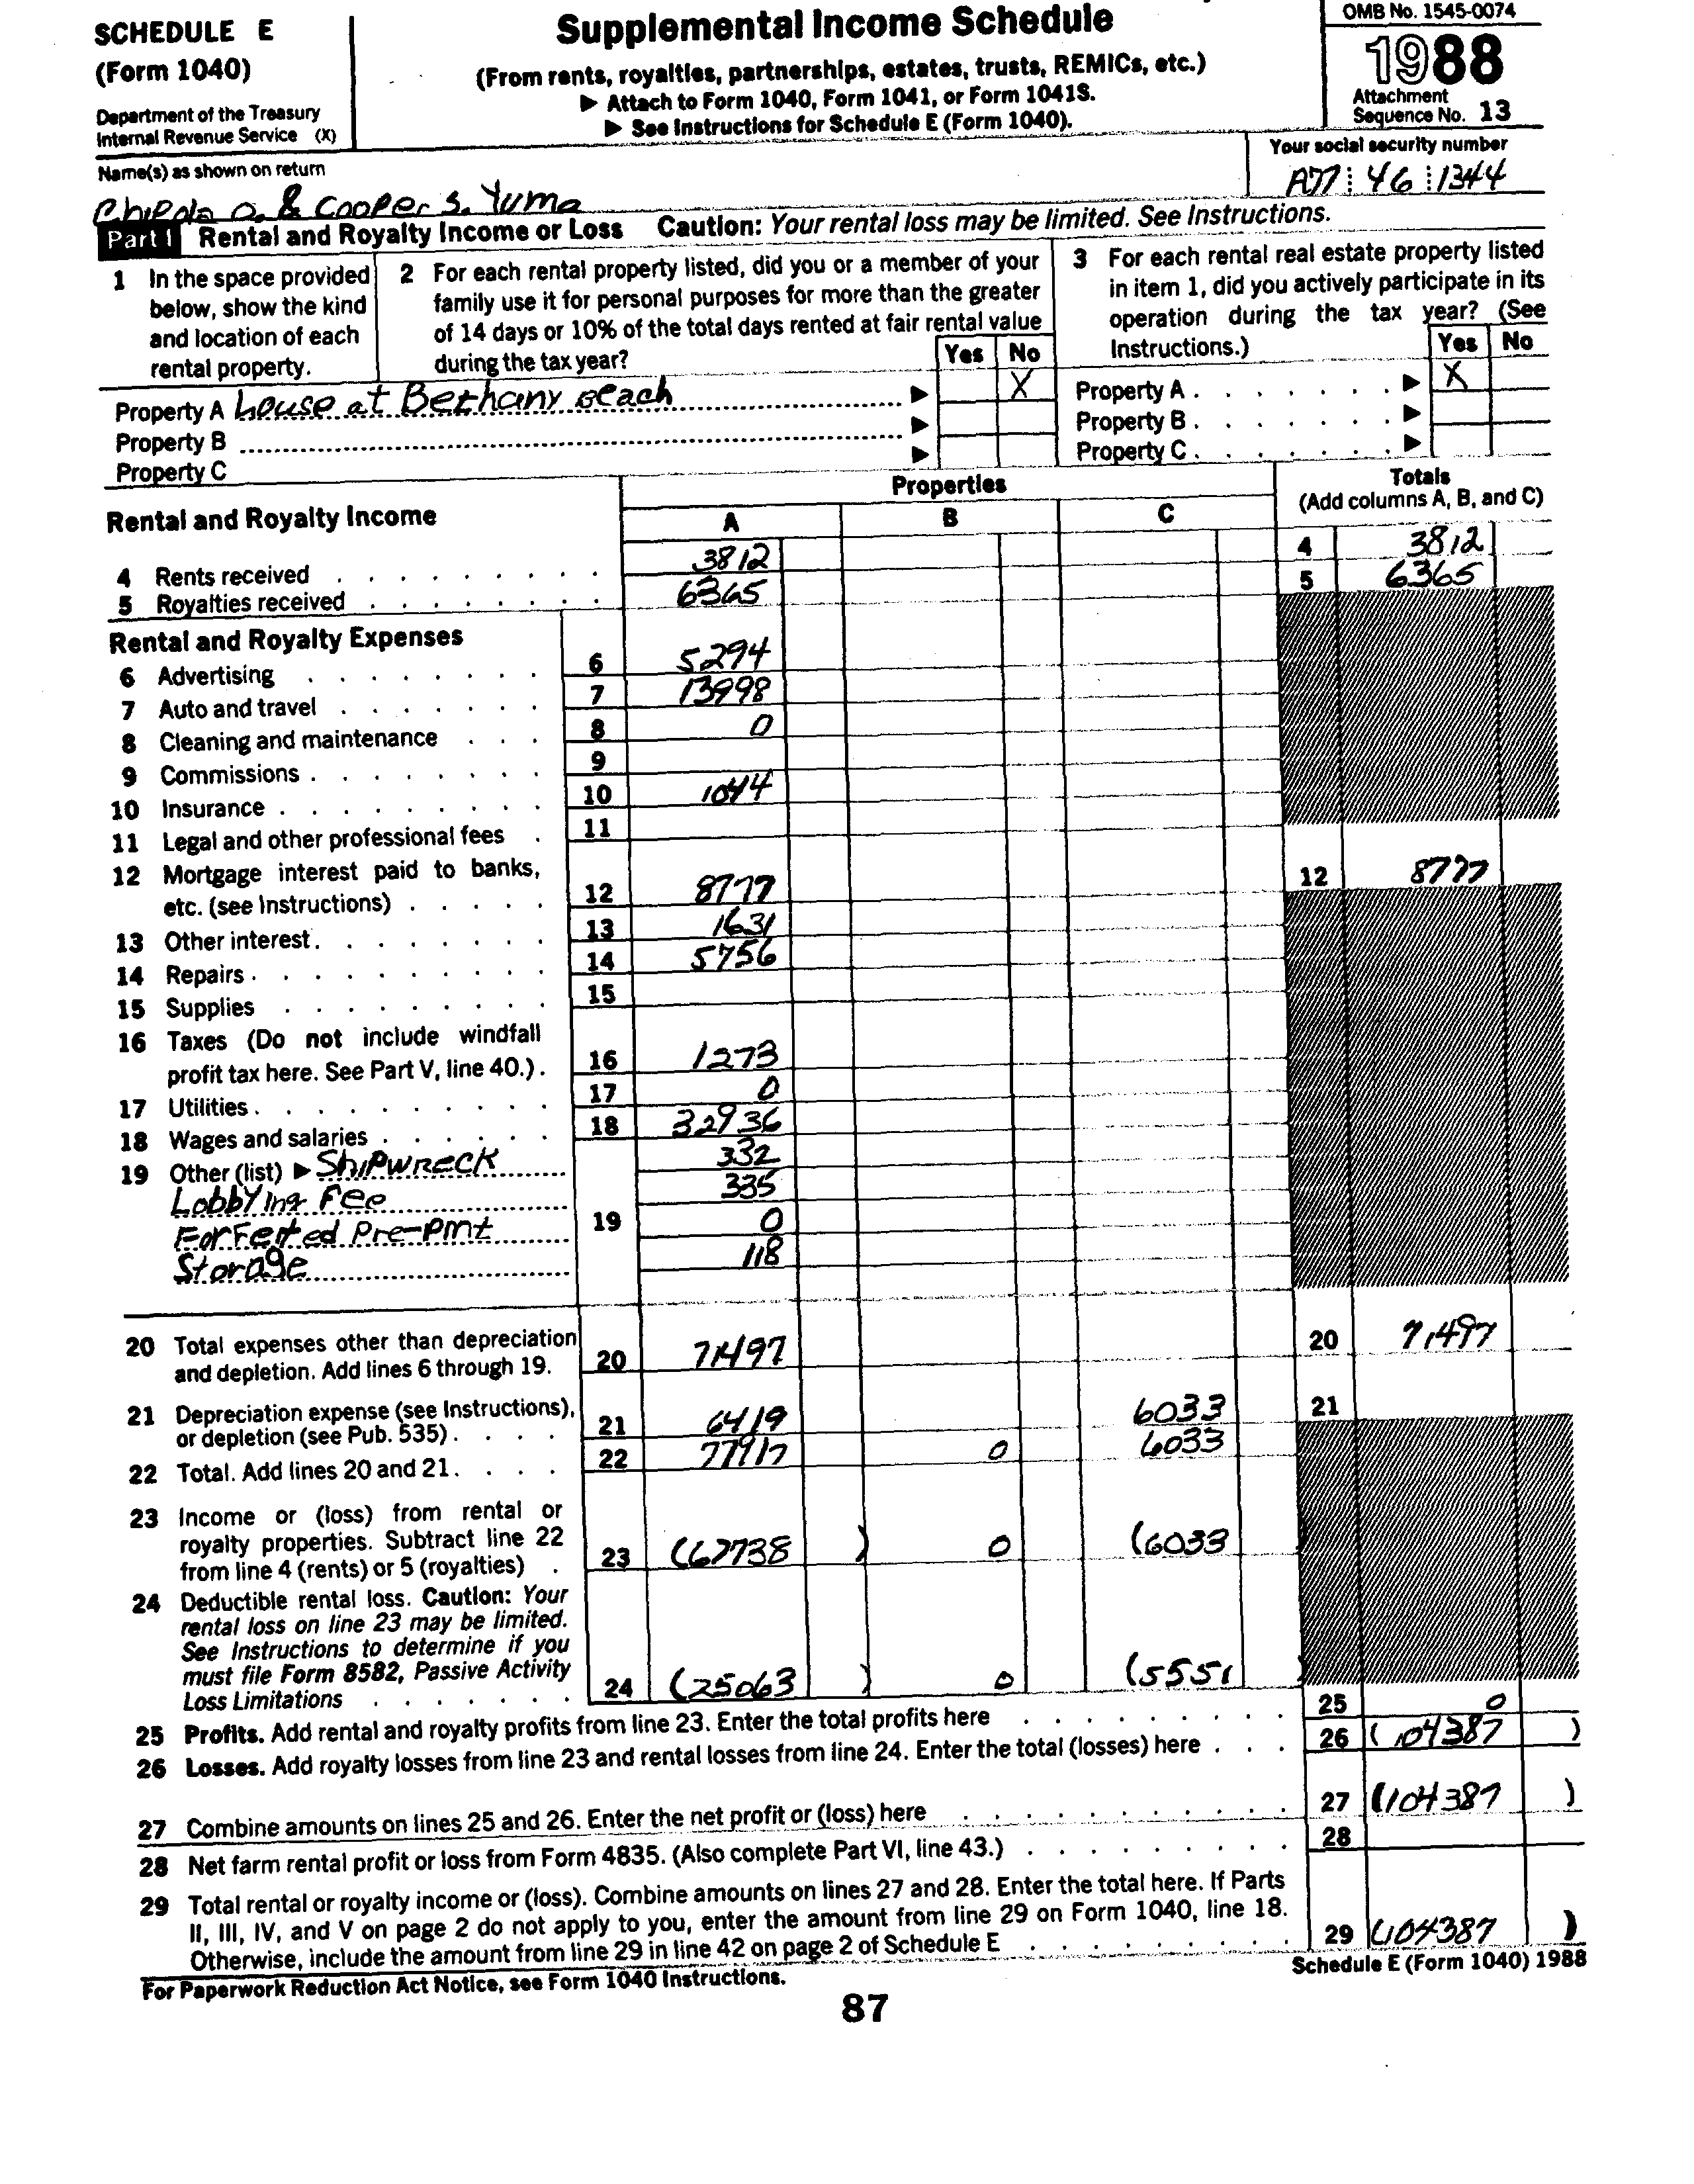 SCHEDULE E
(Form 1040)
Department of the Treasury
Internal Revenue Service (X)
Supplemental Income Schedule
(From rents, royalties, partnerships, estates, trusts, REMICs, etc.)
▶ Attach to Form 1040, Form 1041, or Form 1041S.
▶ See Instructions for Schedule E (Form 1040).
OMB No. 1545-0074
1988
Attachment
Sequence No. 13
Name(s) as shown on return
& Cooper S. Yuma
Your social security number
46 1344
Part I Rental and Royalty Income or Loss Caution: Your rental loss may be limited. See Instructions.
1 In the space provided
below, show the kind
and location of each
rental property.
2 For each rental property listed, did you or a member of your
family use it for personal purposes for more than the greater
of 14 days or 10% of the total days rented at fair rental value
during the tax year?
Yes No
3 For each rental real estate property listed
in item 1, did you actively participate in its
operation during the tax year? (See
Instructions.)
Yes No
Property A house at Bethany Beach ▶ X
Property B ▶
Property C ▶
Property A ▶ X
Property B ▶
Property C ▶
Rental and Royalty Income
Properties
A B C
Totals
(Add columns A, B, and C)
4 Rents received 3812 4 3812
5 Royalties received 6365 5 6365
Rental and Royalty Expenses
6 Advertising 6 5294
7 Auto and travel 7 13998
8 Cleaning and maintenance 8 0
9 Commissions 9
10 Insurance 10 1044
11 Legal and other professional fees 11
12 Mortgage interest paid to banks,
etc. (see Instructions) 12 8777 12 8777
13 Other interest 13 1631
14 Repairs 14 5756
15 Supplies 15
16 Taxes (Do not include windfall
profit tax here. See Part V, line 40.) 16 1273
17 Utilities 17 0
18 Wages and salaries 18 32936
19 Other (list) ▶ Shipwreck 332
Lobbying Fee 335
Forfeited Pre-pmt 19 0
Storage 118
20 Total expenses other than depreciation
and depletion. Add lines 6 through 19. 20 71497 20 71497
21 Depreciation expense (see Instructions),
or depletion (see Pub. 535) 21 6419 6033 21
22 Total. Add lines 20 and 21 22 77917 0 6033
23 Income or (loss) from rental or
royalty properties. Subtract line 22
from line 4 (rents) or 5 (royalties) 23 (67738 ) 0 (6033 )
24 Deductible rental loss. Caution: Your
rental loss on line 23 may be limited.
See Instructions to determine if you
must file Form 8582, Passive Activity
Loss Limitations 24 (25063 ) 0 (5551 )
25 Profits. Add rental and royalty profits from line 23. Enter the total profits here 25 0
26 Losses. Add royalty losses from line 23 and rental losses from line 24. Enter the total (losses) here 26 (104387 )
27 Combine amounts on lines 25 and 26. Enter the net profit or (loss) here 27 (104387 )
28 Net farm rental profit or loss from Form 4835. (Also complete Part VI, line 43.) 28
29 Total rental or royalty income or (loss). Combine amounts on lines 27 and 28. Enter the total here. If Parts
II, III, IV, and V on page 2 do not apply to you, enter the amount from line 29 on Form 1040, line 18.
Otherwise, include the amount from line 29 in line 42 on page 2 of Schedule E 29 (104387 )
For Paperwork Reduction Act Notice, see Form 1040 Instructions.
Schedule E (Form 1040) 1988
87